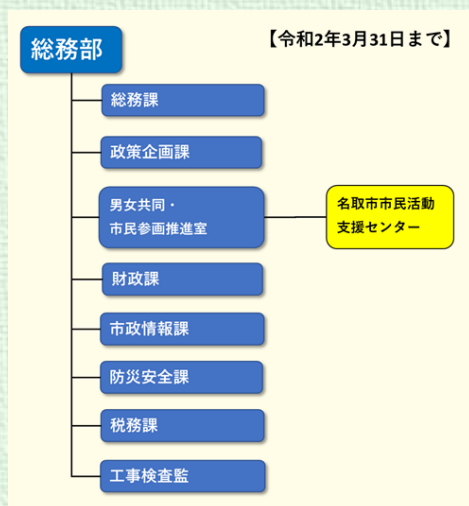 総務部
【令和2年3月31日まで】
総務課
政策企画課
男女共同・
市民参画推進室
名取市市民活動
支援センター
財政課
市政情報課
防災安全課
税務課
工事検査監